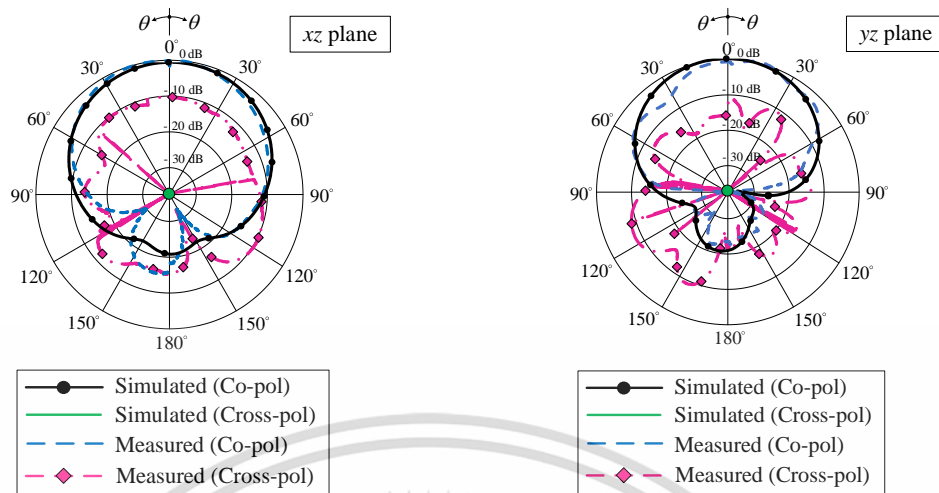 θ θ
xz plane
0°
0 dB
30° 30°
-10 dB
60° 60°
-20 dB
-30 dB
90° 90°
120° 120°
150° 150°
180°
Simulated (Co-pol)
Simulated (Cross-pol)
Measured (Co-pol)
Measured (Cross-pol)
θ θ
yz plane
0°
0 dB
30° 30°
-10 dB
60° 60°
-20 dB
-30 dB
90° 90°
120° 120°
150° 150°
180°
Simulated (Co-pol)
Simulated (Cross-pol)
Measured (Co-pol)
Measured (Cross-pol)